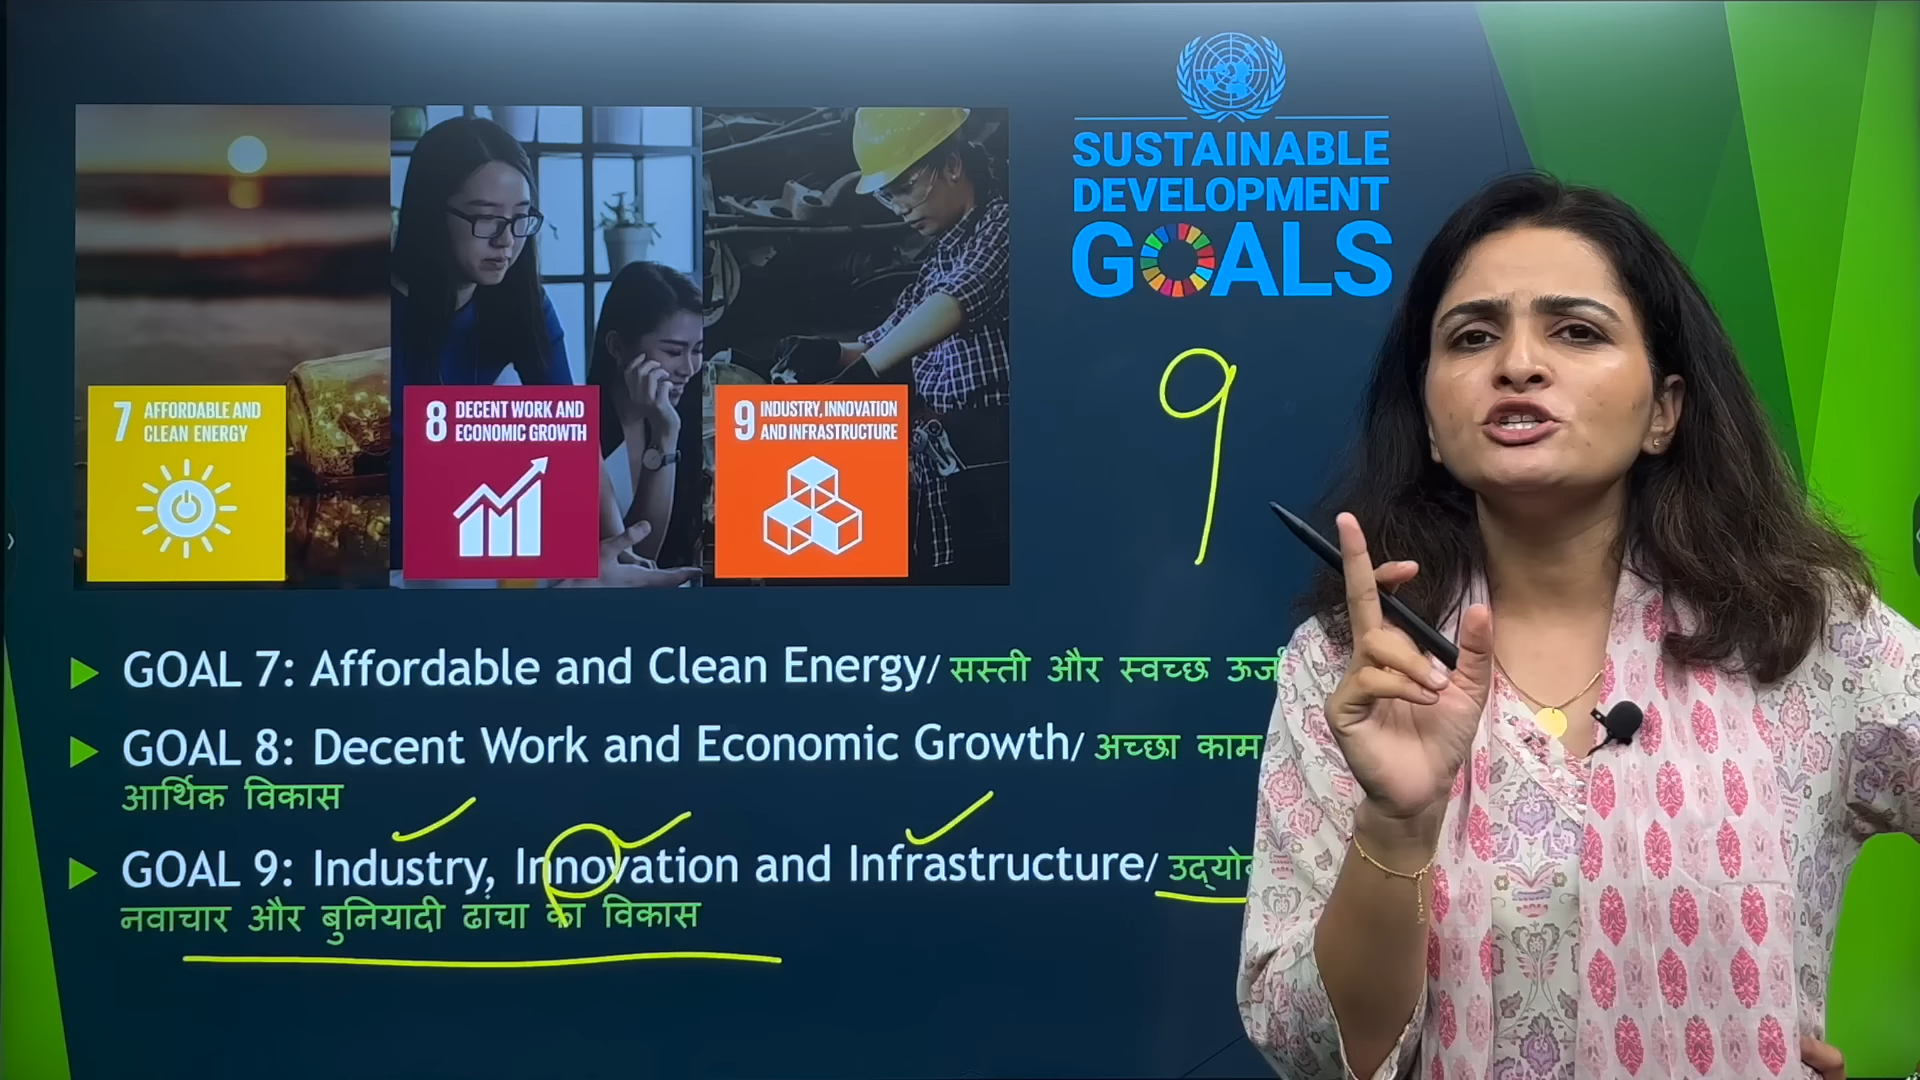 SUSTAINABLE
DEVELOPMENT
GOALS
7 AFFORDABLE AND
CLEAN ENERGY
8 DECENT WORK AND
ECONOMIC GROWTH
9 INDUSTRY, INNOVATION
AND INFRASTRUCTURE
9
GOAL 7: Affordable and Clean Energy/ सस्ती और स्वच्छ
GOAL 8: Decent Work and Economic Growth/ अच्छा काम
आर्थिक विकास
GOAL 9: Industry, Innovation and Infrastructure/
नवाचार और बुनियादी ढांचा का विकास